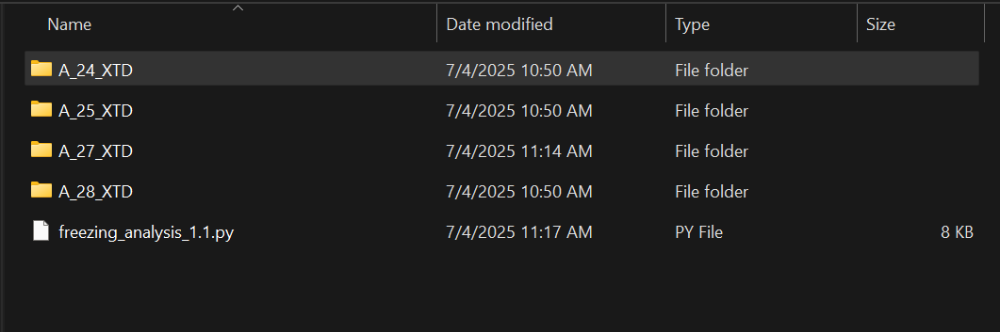 Name Date modified Type Size
A_24_XTD 7/4/2025 10:50 AM File folder
A_25_XTD 7/4/2025 10:50 AM File folder
A_27_XTD 7/4/2025 11:14 AM File folder
A_28_XTD 7/4/2025 10:50 AM File folder
freezing_analysis_1.1.py 7/4/2025 11:17 AM PY File 8 KB